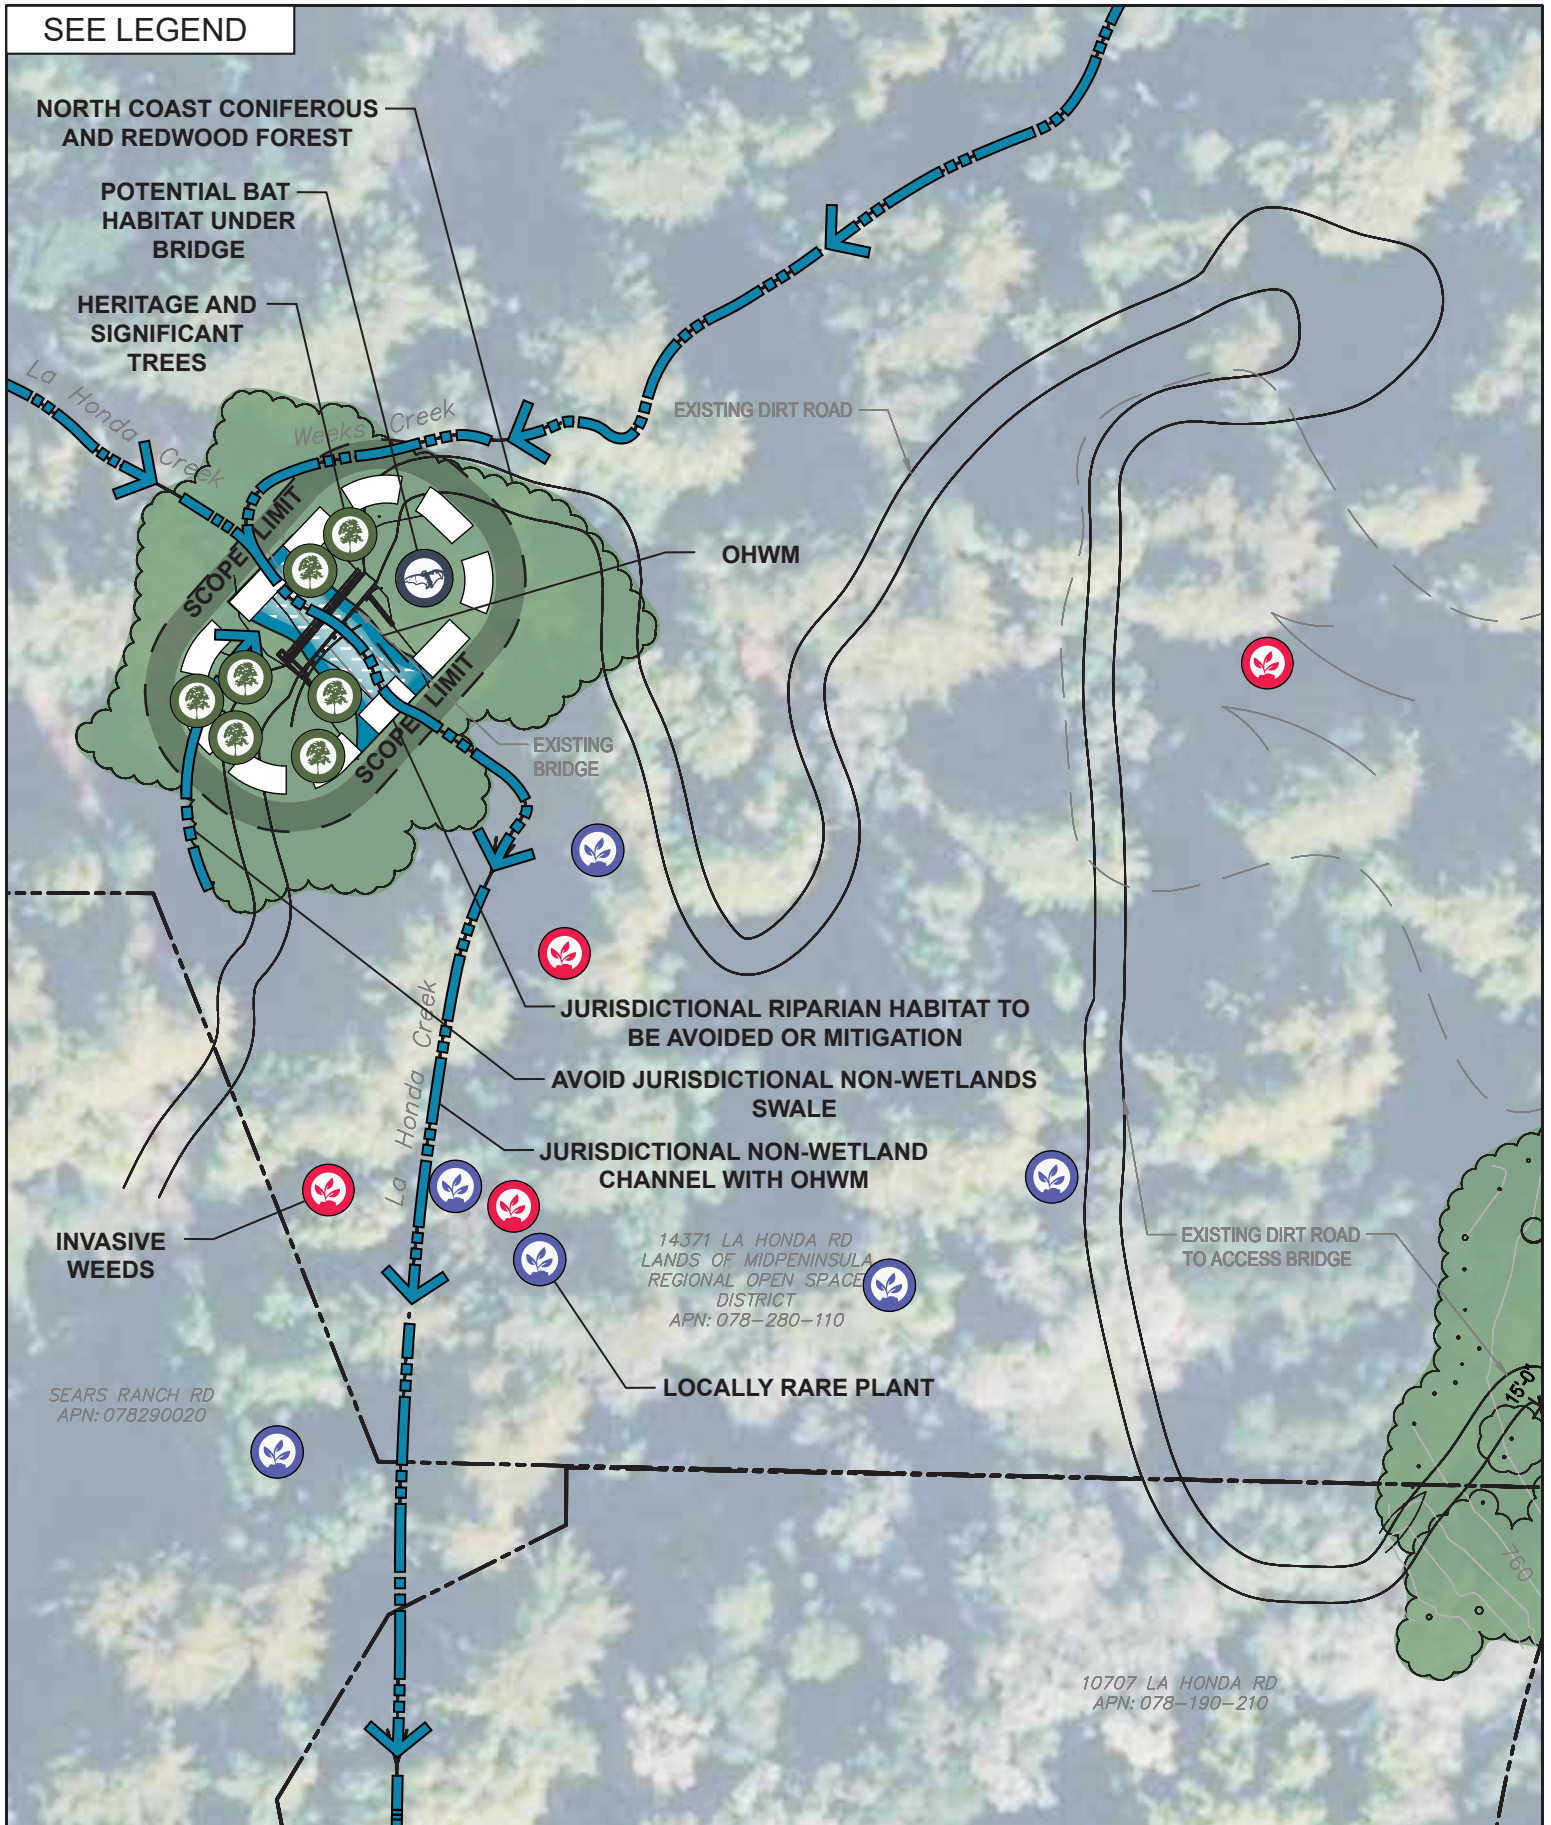 SEE LEGEND
NORTH COAST CONIFEROUS
AND REDWOOD FOREST
POTENTIAL BAT
HABITAT UNDER
BRIDGE
HERITAGE AND
SIGNIFICANT
TREES
La Honda Creek
Weeks Creek
EXISTING DIRT ROAD
SCOPE LIMIT
OHWM
SCOPE LIMIT
EXISTING
BRIDGE
La Honda Creek
JURISDICTIONAL RIPARIAN HABITAT TO
BE AVOIDED OR MITIGATION
AVOID JURISDICTIONAL NON-WETLANDS
SWALE
JURISDICTIONAL NON-WETLAND
CHANNEL WITH OHWM
INVASIVE
WEEDS
14371 LA HONDA RD
LANDS OF MIDPENINSULA
REGIONAL OPEN SPACE
DISTRICT
APN: 078-280-110
EXISTING DIRT ROAD
TO ACCESS BRIDGE
LOCALLY RARE PLANT
SEARS RANCH RD
APN: 078290020
15'-0"
760
10707 LA HONDA RD
APN: 078-190-210